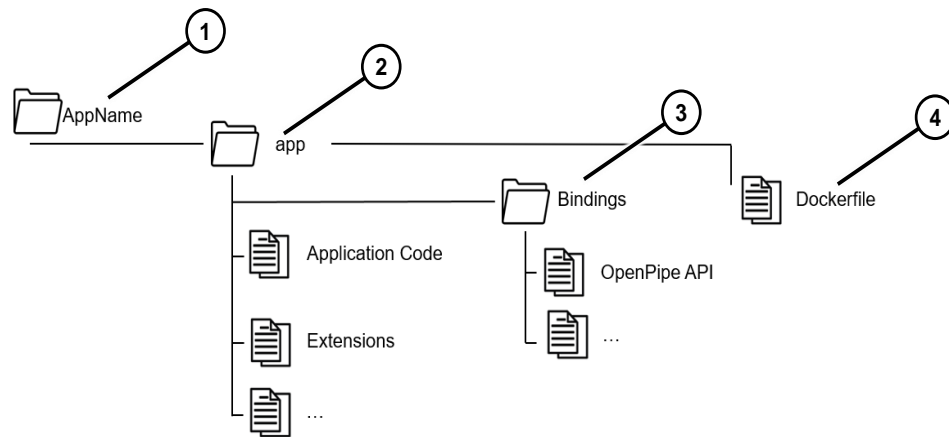 1
2
3
4
AppName
app
Bindings
Dockerfile
Application Code
OpenPipe API
Extensions
...
...